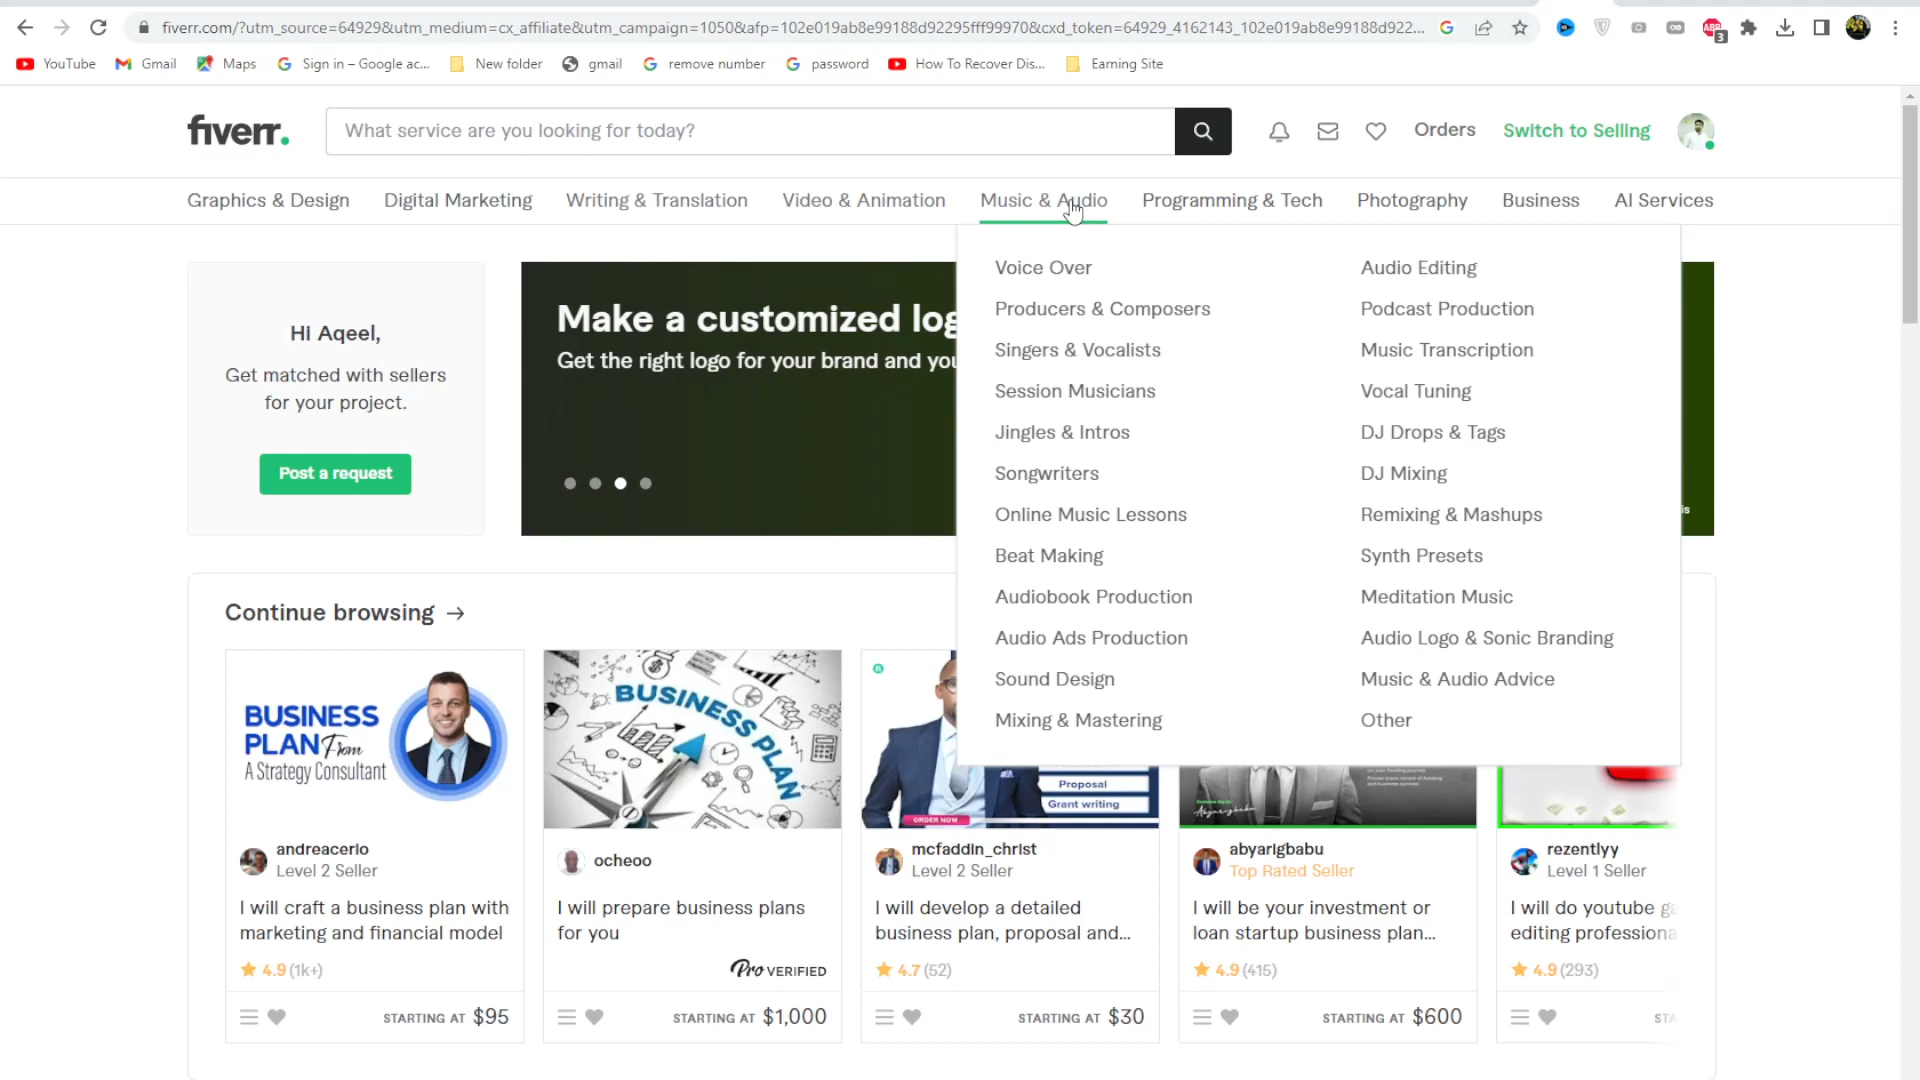 fiverr.com/?utm_source=64929&utm_medium=cx_affiliate&utm_campaign=1050&afp=102e019ab8e99188d92295fff99970&cxd_token=64929_4162143_102e019ab8e99188d922...
ABP 3
YouTube Gmail Maps Sign in – Google ac... New folder gmail remove number password How To Recover Dis... Earning Site
fiverr. What service are you looking for today? Orders Switch to Selling
Graphics & Design Digital Marketing Writing & Translation Video & Animation Music & Audio Programming & Tech Photography Business AI Services
Voice Over Audio Editing
Producers & Composers Podcast Production
Singers & Vocalists Music Transcription
Session Musicians Vocal Tuning
Jingles & Intros DJ Drops & Tags
Songwriters DJ Mixing
Online Music Lessons Remixing & Mashups
Beat Making Synth Presets
Audiobook Production Meditation Music
Audio Ads Production Audio Logo & Sonic Branding
Sound Design Music & Audio Advice
Mixing & Mastering Other
Hi Aqeel,
Get matched with sellers
for your project.
Post a request
Make a customized log
Get the right logo for your brand and you
is
Continue browsing →
BUSINESS
PLAN From
A Strategy Consultant
BUSINESS PLAN
Proposal
Grant writing
ORDER NOW
andreacerlo
Level 2 Seller
I will craft a business plan with
marketing and financial model
4.9 (1k+)
STARTING AT $95
ocheoo
I will prepare business plans
for you
Pro VERIFIED
STARTING AT $1,000
mcfaddin_christ
Level 2 Seller
I will develop a detailed
business plan, proposal and...
4.7 (52)
STARTING AT $30
abyarigbabu
Top Rated Seller
I will be your investment or
loan startup business plan...
4.9 (415)
STARTING AT $600
rezentlyy
Level 1 Seller
I will do youtube ga
editing professiona
4.9 (293)
STA